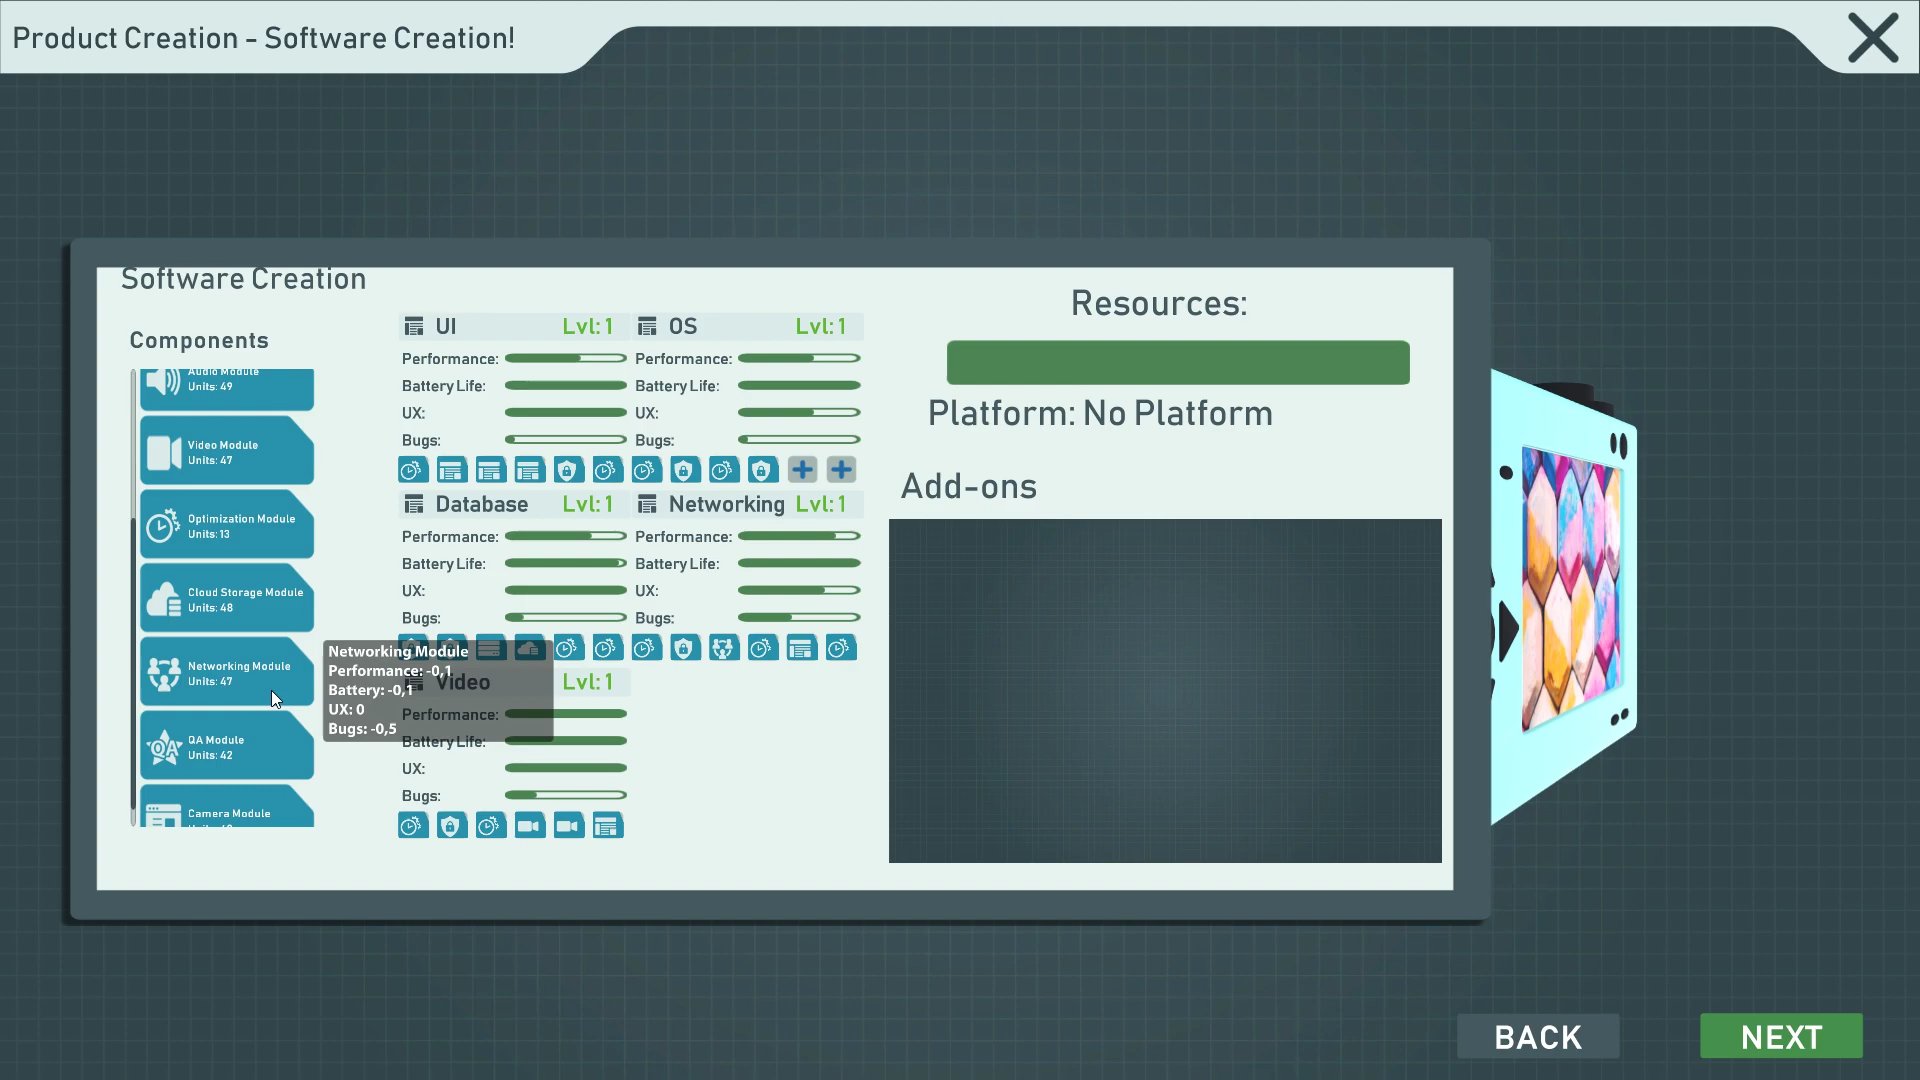 Product Creation - Software Creation!
Software Creation
Components
Audio Module
Units: 49
Video Module
Units: 47
Optimization Module
Units: 13
Cloud Storage Module
Units: 48
Networking Module
Units: 47
QA
QA Module
Units: 42
Camera Module
UI Lvl: 1
Performance:
Battery Life:
UX:
Bugs:
OS Lvl: 1
Performance:
Battery Life:
UX:
Bugs:
Database Lvl: 1
Performance:
Battery Life:
UX:
Bugs:
Networking Lvl: 1
Performance:
Battery Life:
UX:
Bugs:
Networking Module
Performance: -0,1
Battery: -0,1
UX: 0
Bugs: -0,5
Video Lvl: 1
Performance:
Battery Life:
UX:
Bugs:
Resources:
Platform: No Platform
Add-ons
BACK
NEXT